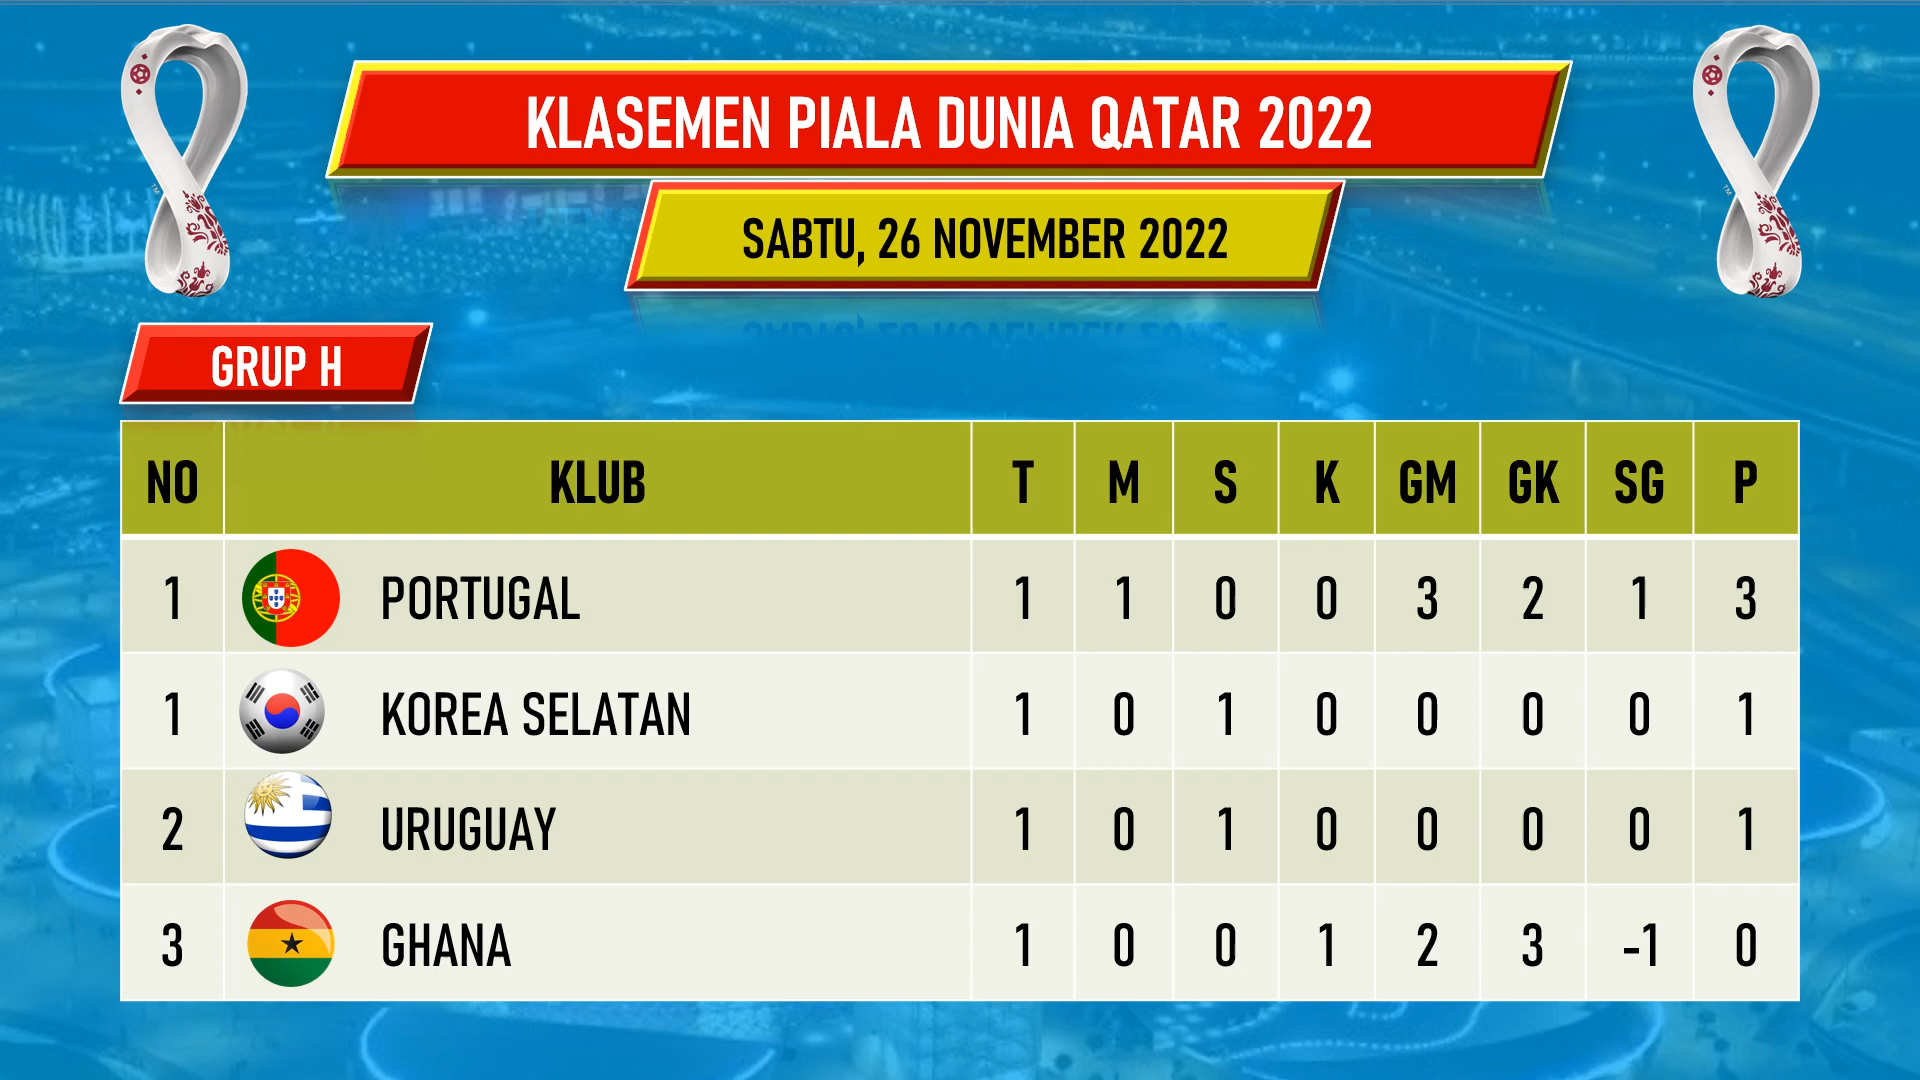 KLASEMEN PIALA DUNIA QATAR 2022
SABTU, 26 NOVEMBER 2022
GRUP H
NO KLUB T M S K GM GK SG P
1 PORTUGAL 1 1 0 0 3 2 1 3
1 KOREA SELATAN 1 0 1 0 0 0 0 1
2 URUGUAY 1 0 1 0 0 0 0 1
3 GHANA 1 0 0 1 2 3 -1 0
TM
TM